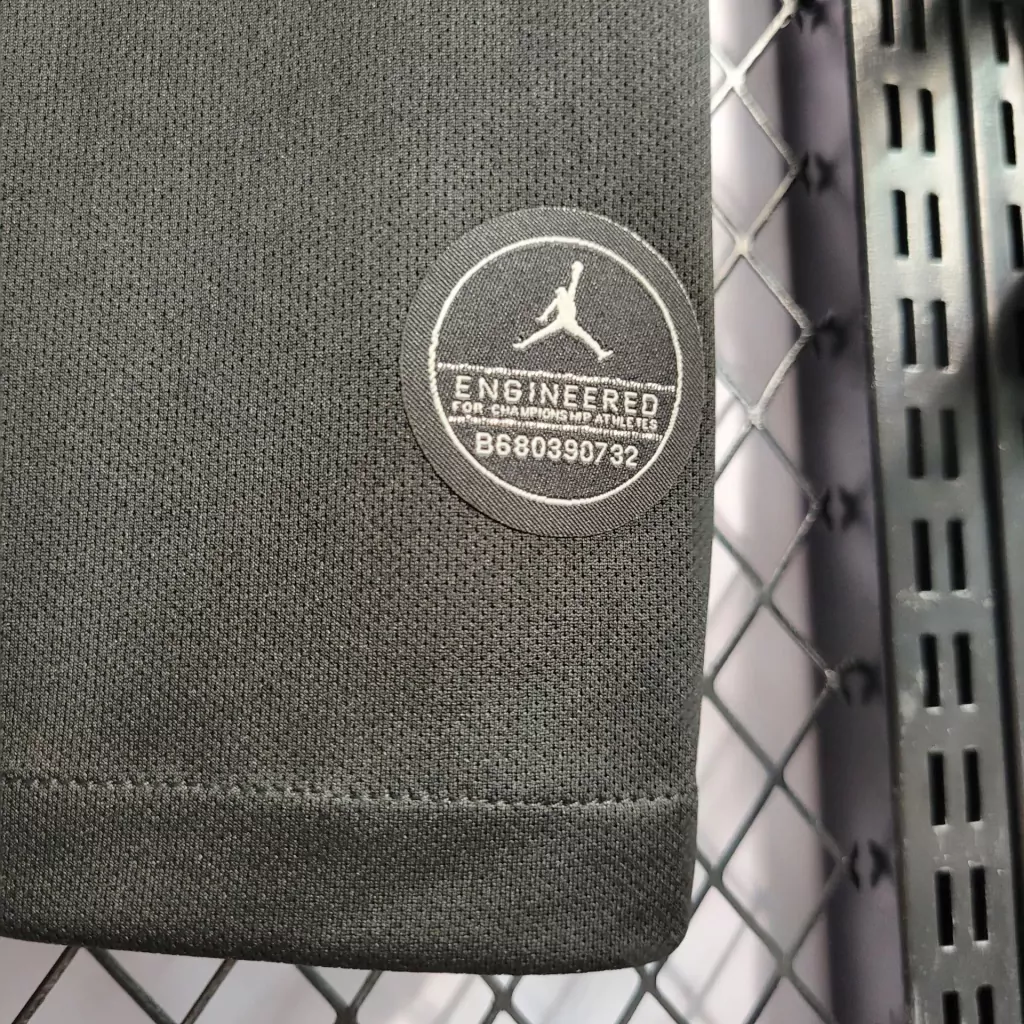 ENGINEERED
FOR CHAMPIONSHIP ATHLETES
B680390732